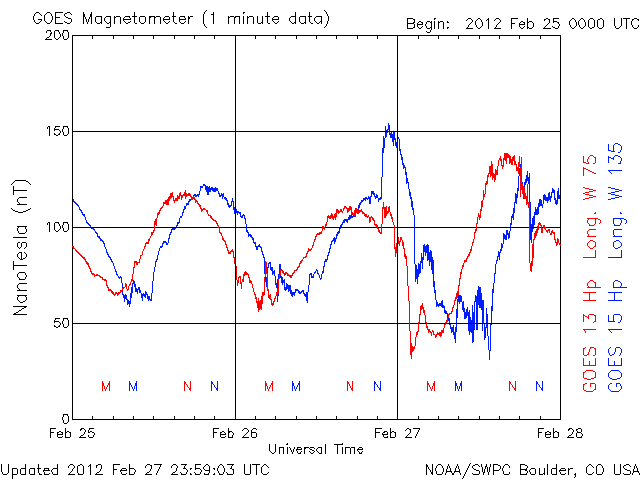 GOES Magnetometer (1 minute data)
Begin: 2012 Feb 25 0000 UTC
200
150
100
50
0
NanoTesla (nT)
M M N N M M N N M M N N
Feb 25 Feb 26 Feb 27 Feb 28
Universal Time
GOES 13 Hp Long. W 75
GOES 15 Hp Long. W 135
Updated 2012 Feb 27 23:59:03 UTC
NOAA/SWPC Boulder, CO USA